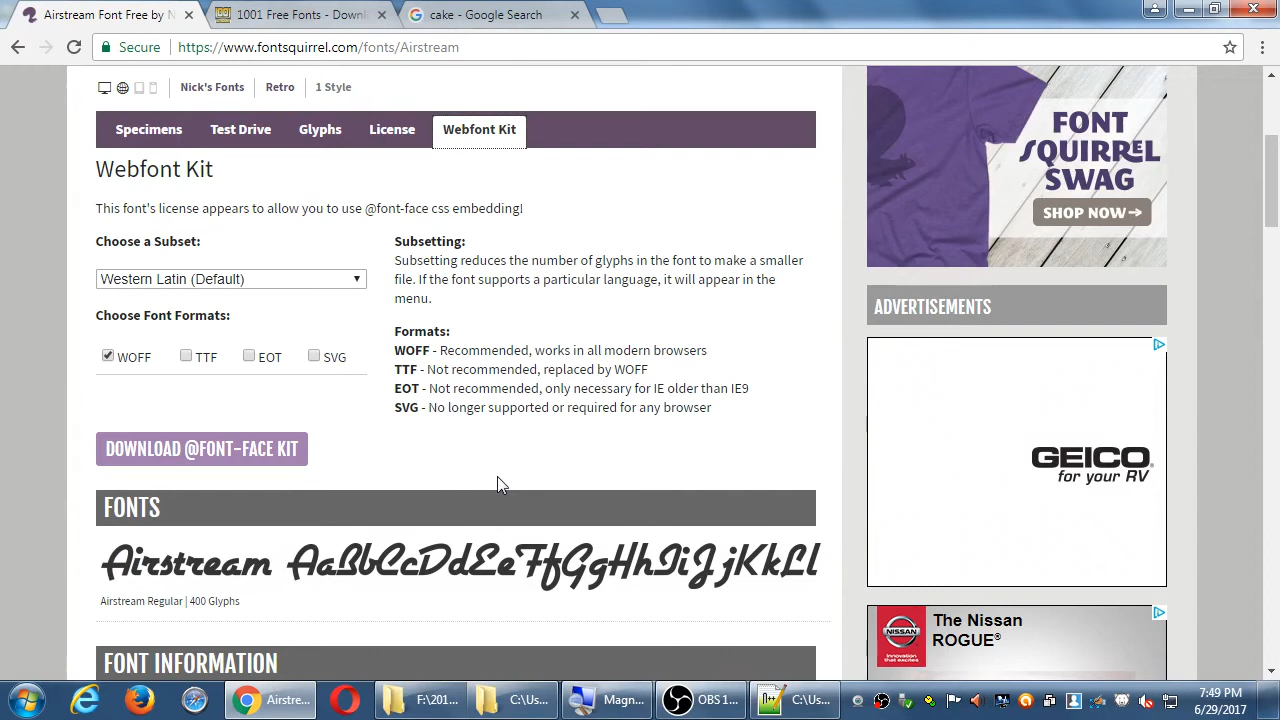 Airstream Font Free by N
1001 Free Fonts - Downl
cake - Google Search
Secure
https://www.fontsquirrel.com/fonts/Airstream
Nick's Fonts
Retro
1 Style
Specimens
Test Drive
Glyphs
License
Webfont Kit
Webfont Kit
This font's license appears to allow you to use @font-face css embedding!
Choose a Subset:
Western Latin (Default)
Choose Font Formats:
WOFF
TTF
EOT
SVG
Subsetting:
Subsetting reduces the number of glyphs in the font to make a smaller
file. If the font supports a particular language, it will appear in the
menu.
Formats:
WOFF - Recommended, works in all modern browsers
TTF - Not recommended, replaced by WOFF
EOT - Not recommended, only necessary for IE older than IE9
SVG - No longer supported or required for any browser
DOWNLOAD @FONT-FACE KIT
FONTS
Airstream AaBbCcDdEeFfGgHhIiJjKkLl
Airstream Regular | 400 Glyphs
FONT INFORMATION
FONT
SQUIRREL
SWAG
SHOP NOW→
ADVERTISEMENTS
GEICO
for your RV
NISSAN
Innovation
that excites
The Nissan
ROGUE®
Airstre...
F:\201...
C:\Us...
Magn...
OBS 1...
C:\Us...
7:49 PM
6/29/2017